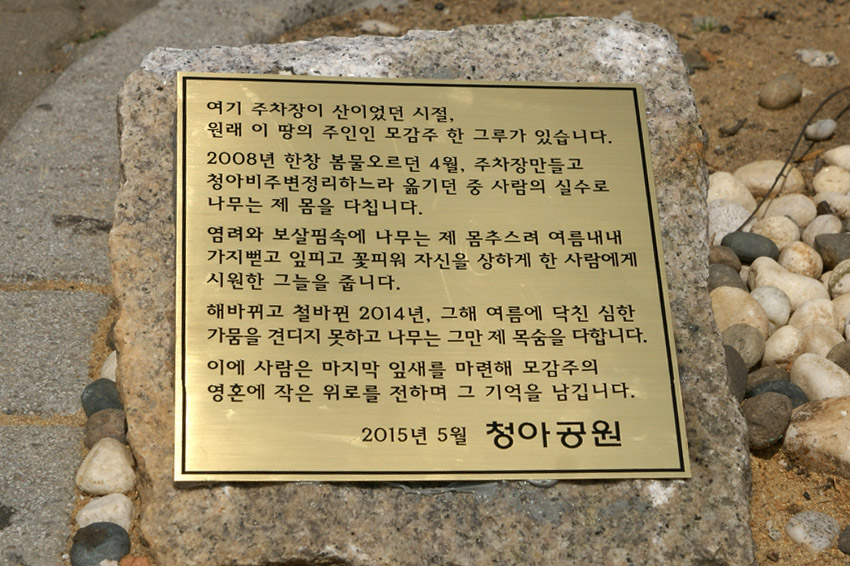 여기 주차장이 산이었던 시절,
원래 이 땅의 주인인 모감주 한 그루가 있습니다.
2008년 한창 봄물오르던 4월, 주차장만들고
청아비주변정리하느라 옮기던 중 사람의 실수로
나무는 제 몸을 다칩니다.
염려와 보살핌속에 나무는 제 몸추스려 여름내내
가지뻗고 잎피고 꽃피워 자신을 상하게 한 사람에게
시원한 그늘을 줍니다.
해바뀌고 철바뀐 2014년, 그해 여름에 닥친 심한
가뭄을 견디지 못하고 나무는 그만 제 목숨을 다합니다.
이에 사람은 마지막 잎새를 마련해 모감주의
영혼에 작은 위로를 전하며 그 기억을 남깁니다.
2015년 5월 청아공원